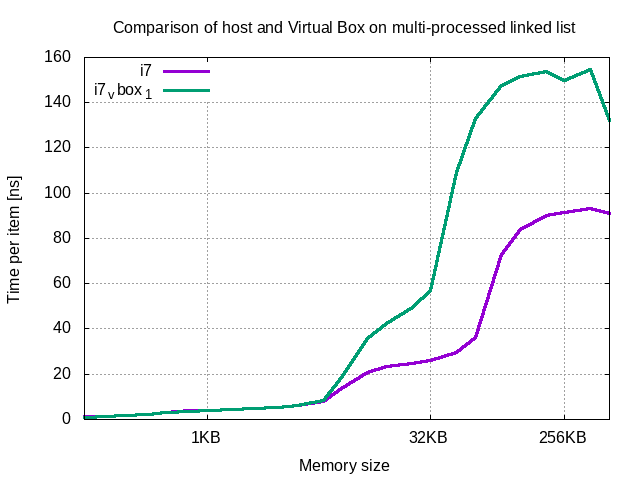 Comparison of host and Virtual Box on multi-processed linked list
160
140
120
100
80
60
40
20
0
i7
i7vbox1
Time per item [ns]
1KB
32KB
256KB
Memory size